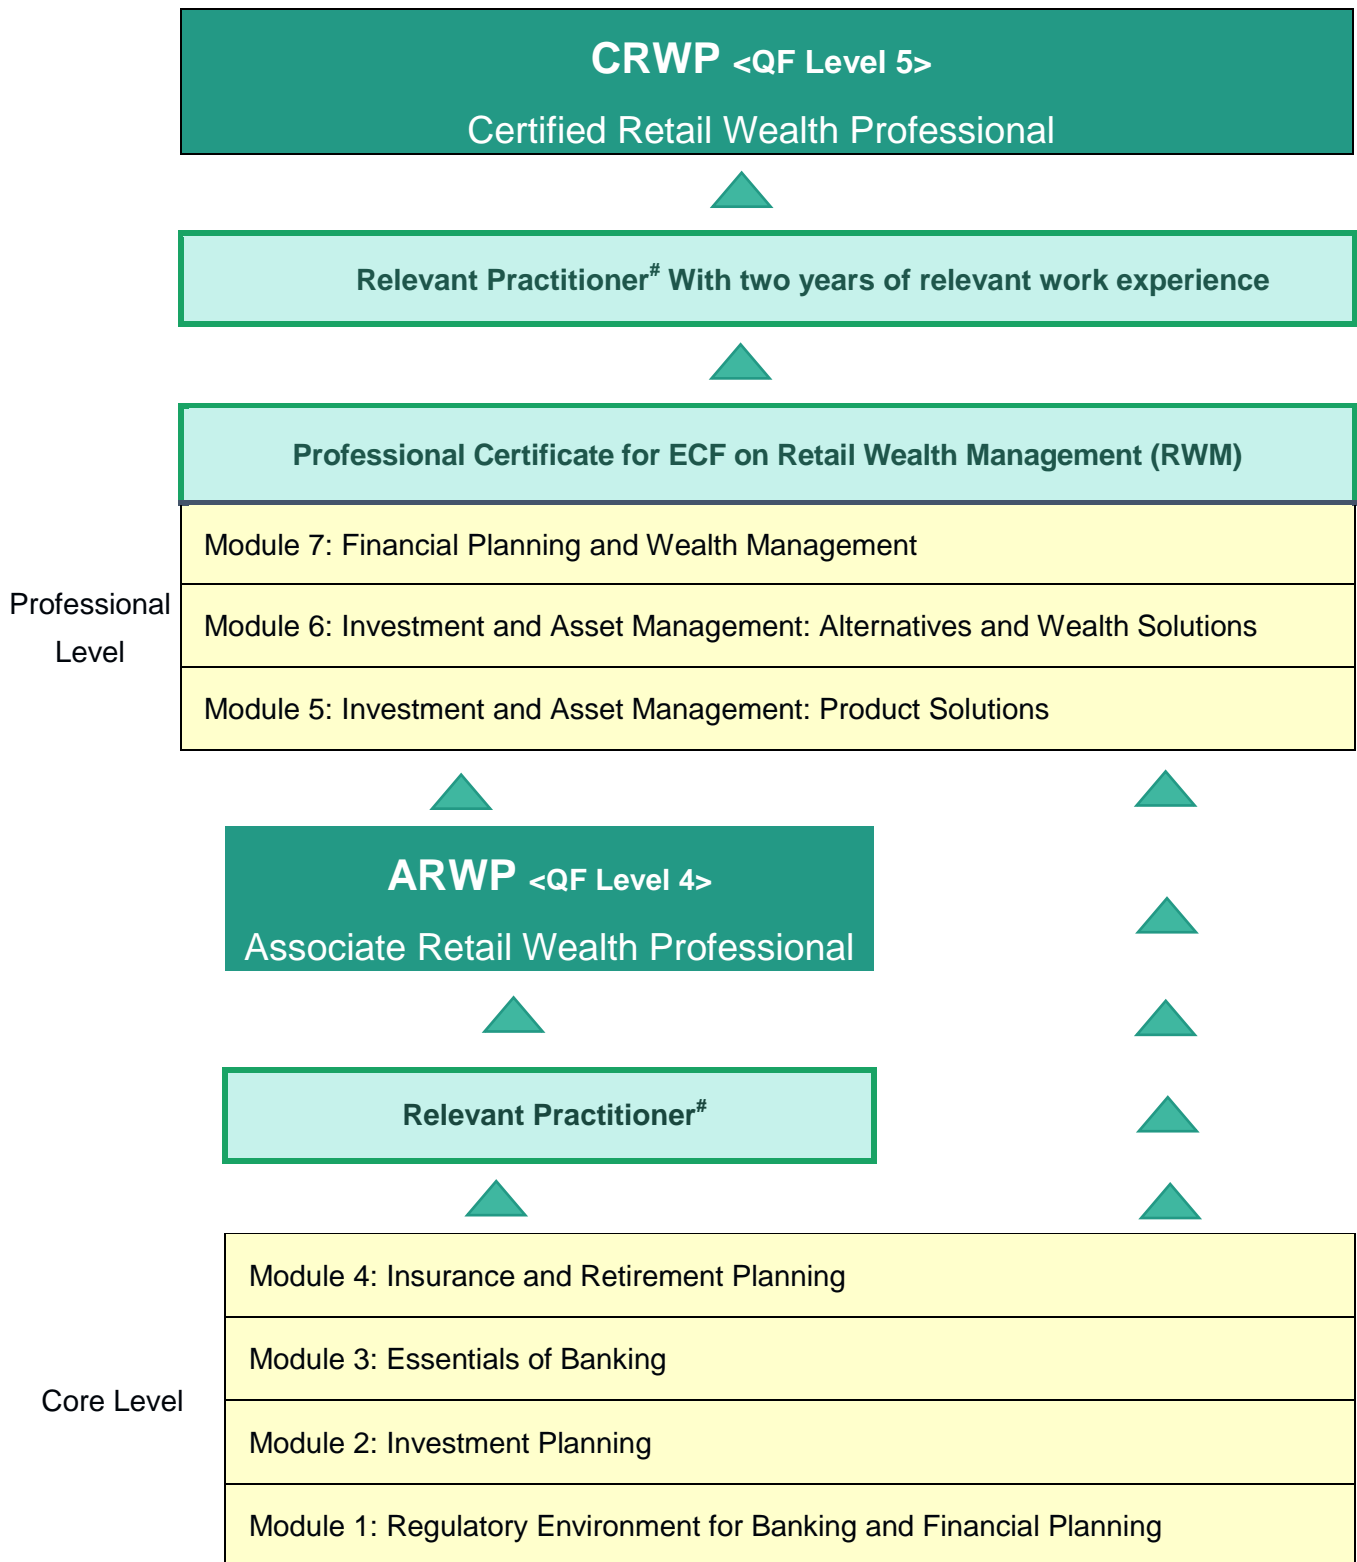 CRWP <QF Level 5>
Certified Retail Wealth Professional
Relevant Practitioner# With two years of relevant work experience
Professional Certificate for ECF on Retail Wealth Management (RWM)
Module 7: Financial Planning and Wealth Management
Professional
Level
Module 6: Investment and Asset Management: Alternatives and Wealth Solutions
Module 5: Investment and Asset Management: Product Solutions
ARWP <QF Level 4>
Associate Retail Wealth Professional
Relevant Practitioner#
Module 4: Insurance and Retirement Planning
Module 3: Essentials of Banking
Core Level
Module 2: Investment Planning
Module 1: Regulatory Environment for Banking and Financial Planning